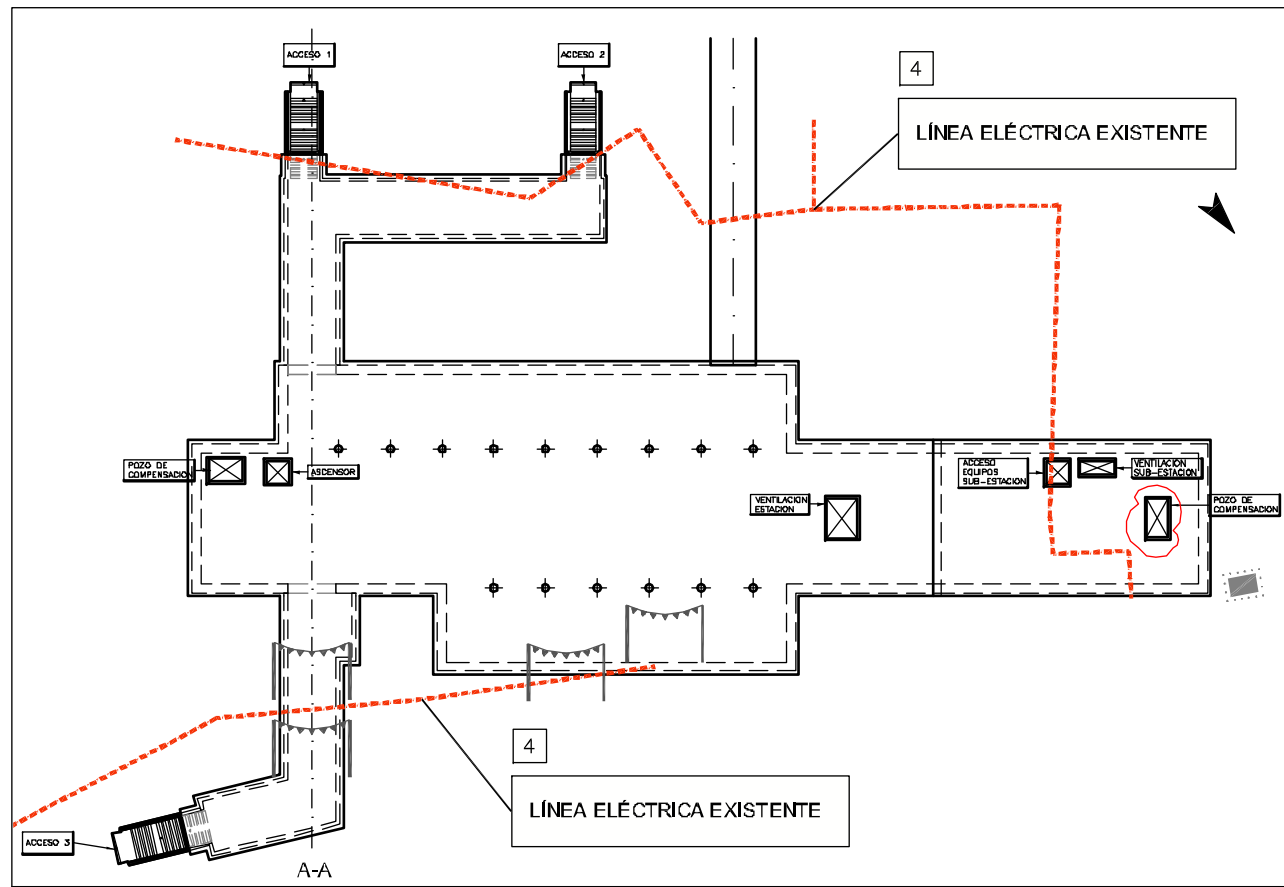 ACCESO 1
ACCESO 2
4
LÍNEA ELÉCTRICA EXISTENTE
POZO DE
COMPENSACION
ASCENSOR
ACCESO
EQUIPOS
SUB-ESTACION
VENTILACION
SUB-ESTACION
VENTILACION
ESTACION
POZO DE
COMPENSACION
4
LÍNEA ELÉCTRICA EXISTENTE
ACCESO 3
A-A